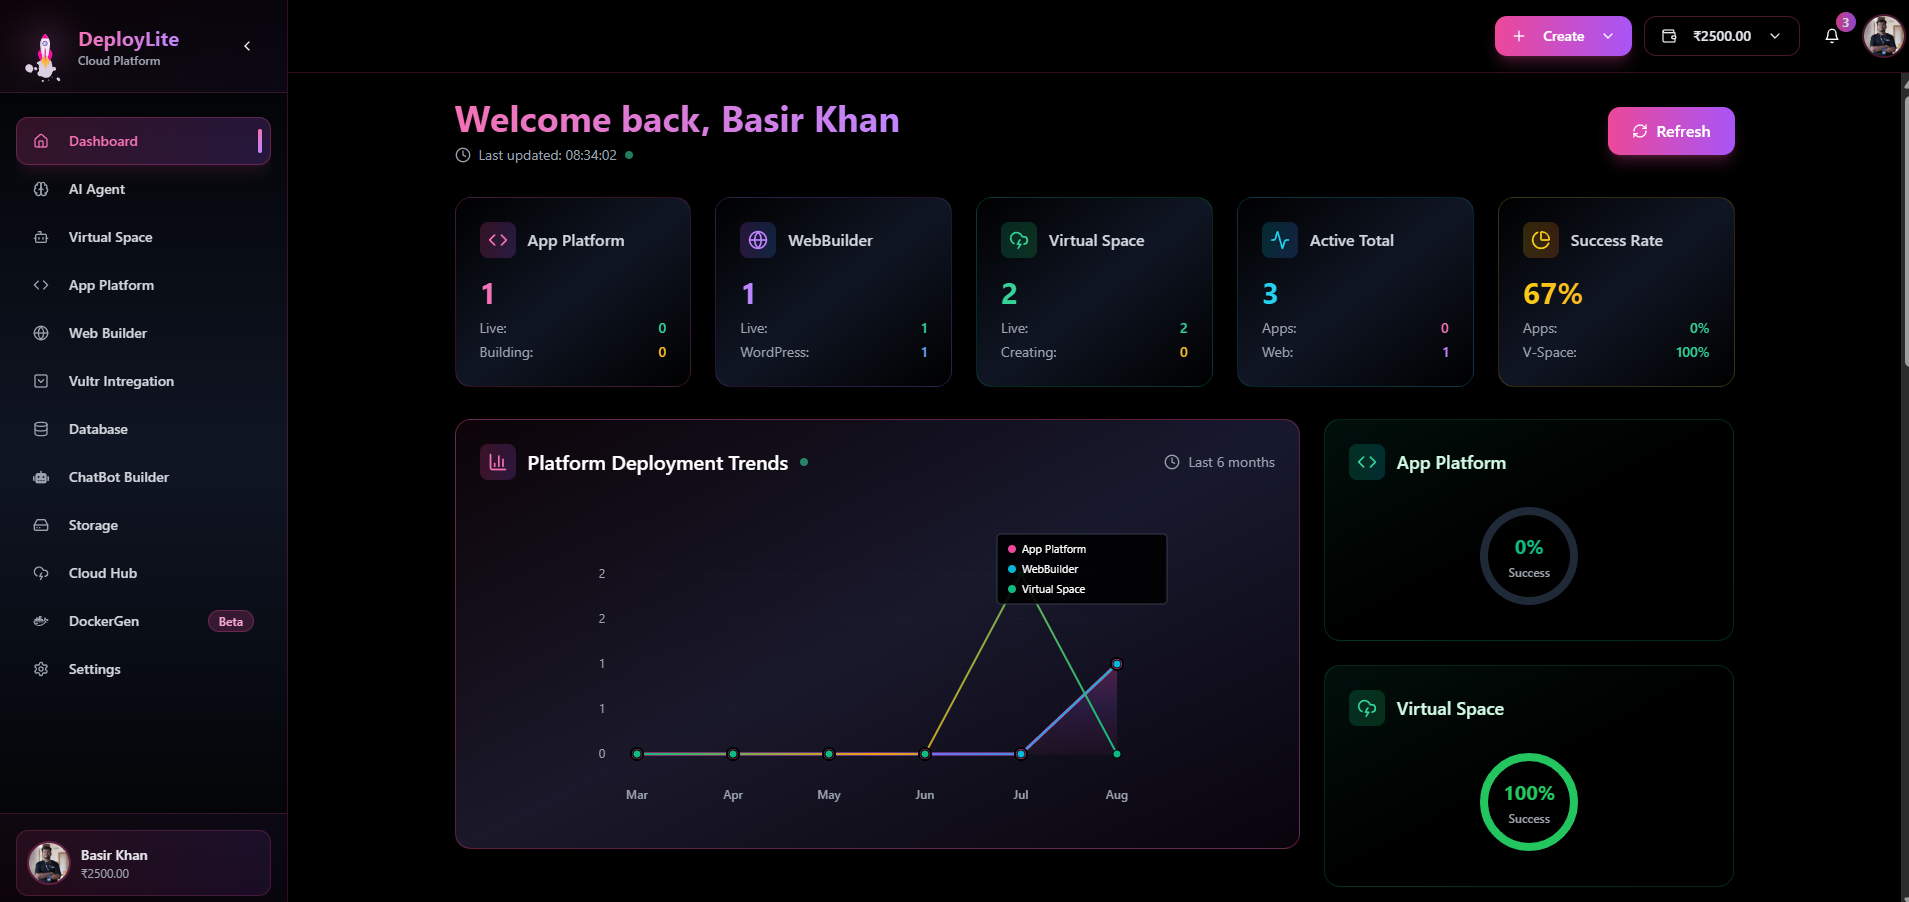 DeployLite
Cloud Platform
Create
₹2500.00
3
Dashboard
AI Agent
Virtual Space
App Platform
Web Builder
Vultr Intregation
Database
ChatBot Builder
Storage
Cloud Hub
DockerGen
Beta
Settings
Basir Khan
₹2500.00
Welcome back, Basir Khan
Last updated: 08:34:02
Refresh
App Platform
1
Live: 0
Building: 0
WebBuilder
1
Live: 1
WordPress: 1
Virtual Space
2
Live: 2
Creating: 0
Active Total
3
Apps: 0
Web: 1
Success Rate
67%
Apps: 0%
V-Space: 100%
Platform Deployment Trends
Last 6 months
App Platform
WebBuilder
Virtual Space
2
2
1
1
0
Mar Apr May Jun Jul Aug
App Platform
0%
Success
Virtual Space
100%
Success